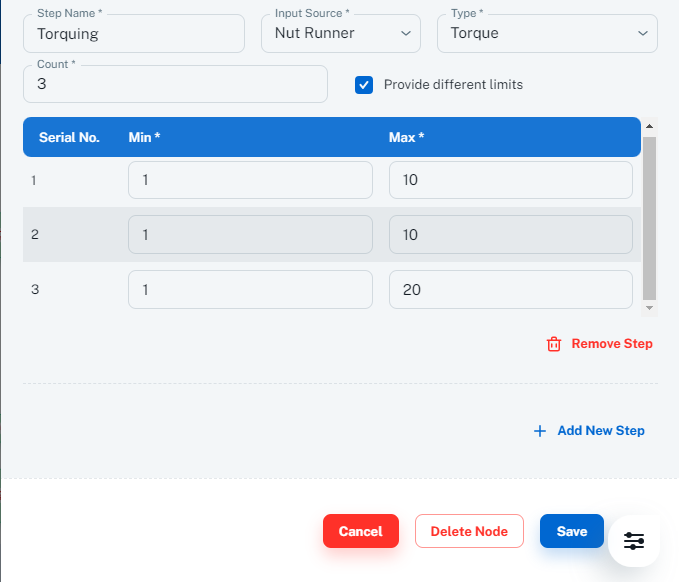 Step Name *
Input Source *
Type *
Torquing
Nut Runner
Torque
Count *
3
Provide different limits
Serial No. Min * Max *
1 1 10
2 1 10
3 1 20
Remove Step
+ Add New Step
Cancel
Delete Node
Save